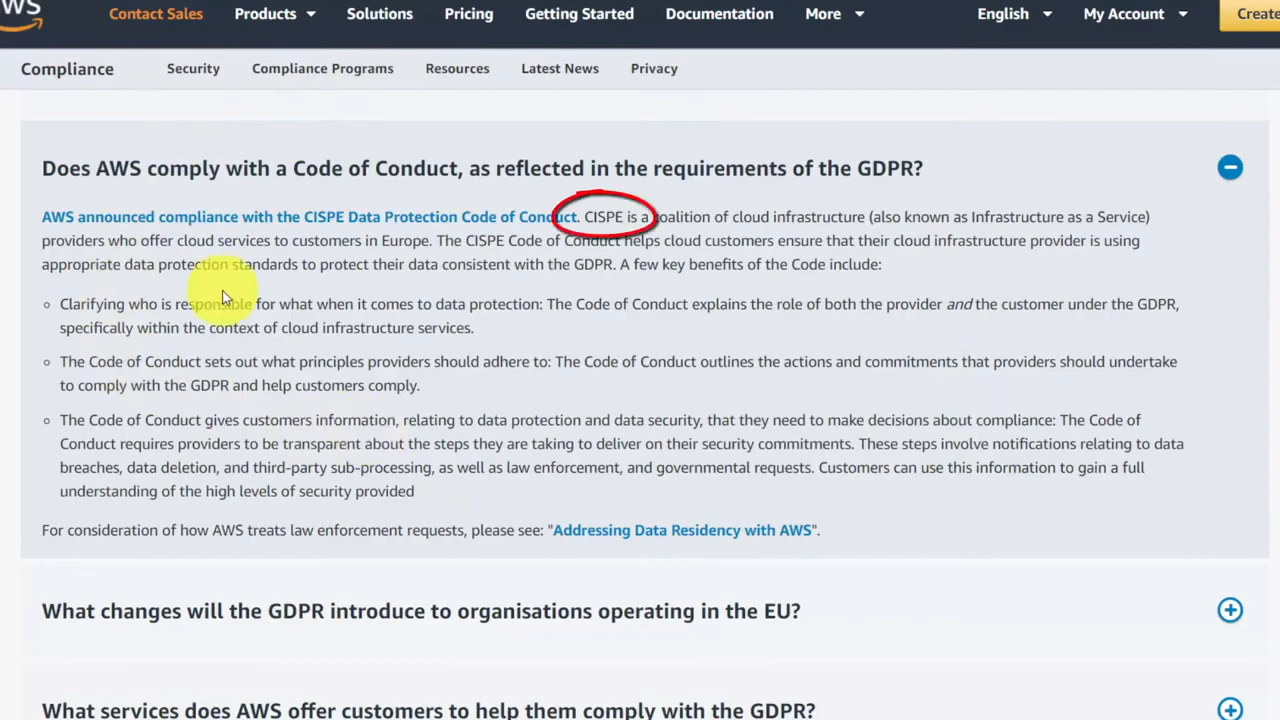 Contact Sales Products Solutions Pricing Getting Started Documentation More English My Account Create
Compliance Security Compliance Programs Resources Latest News Privacy
Does AWS comply with a Code of Conduct, as reflected in the requirements of the GDPR?
AWS announced compliance with the CISPE Data Protection Code of Conduct. CISPE is a coalition of cloud infrastructure (also known as Infrastructure as a Service)
providers who offer cloud services to customers in Europe. The CISPE Code of Conduct helps cloud customers ensure that their cloud infrastructure provider is using
appropriate data protection standards to protect their data consistent with the GDPR. A few key benefits of the Code include:
Clarifying who is responsible for what when it comes to data protection: The Code of Conduct explains the role of both the provider and the customer under the GDPR,
specifically within the context of cloud infrastructure services.
The Code of Conduct sets out what principles providers should adhere to: The Code of Conduct outlines the actions and commitments that providers should undertake
to comply with the GDPR and help customers comply.
The Code of Conduct gives customers information, relating to data protection and data security, that they need to make decisions about compliance: The Code of
Conduct requires providers to be transparent about the steps they are taking to deliver on their security commitments. These steps involve notifications relating to data
breaches, data deletion, and third-party sub-processing, as well as law enforcement, and governmental requests. Customers can use this information to gain a full
understanding of the high levels of security provided
For consideration of how AWS treats law enforcement requests, please see: "Addressing Data Residency with AWS".
What changes will the GDPR introduce to organisations operating in the EU?
What services does AWS offer customers to help them comply with the GDPR?